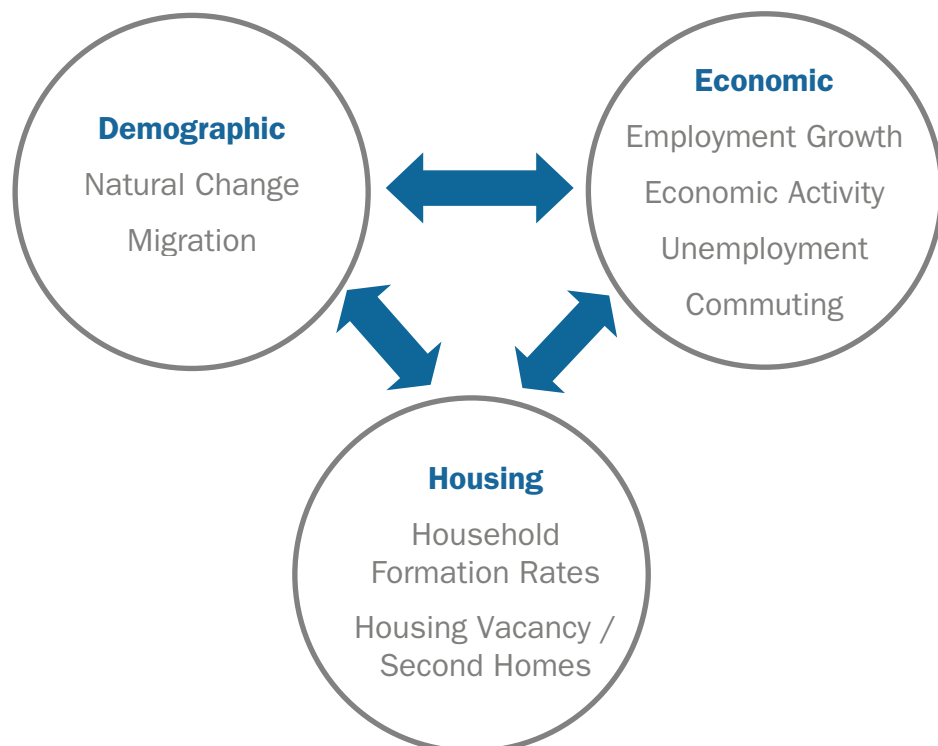 Demographic
Natural Change
Migration
Economic
Employment Growth
Economic Activity
Unemployment
Commuting
Housing
Household
Formation Rates
Housing Vacancy /
Second Homes